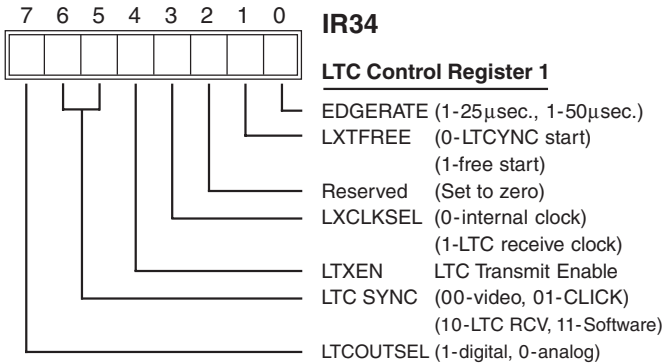 7 6 5 4 3 2 1 0
IR34
LTC Control Register 1
EDGERATE (1-25µsec., 1-50µsec.)
LXTFREE (0-LTCYNC start)
(1-free start)
Reserved (Set to zero)
LXCLKSEL (0-internal clock)
(1-LTC receive clock)
LTXEN LTC Transmit Enable
LTC SYNC (00-video, 01-CLICK)
(10-LTC RCV, 11-Software)
LTCOUTSEL (1-digital, 0-analog)